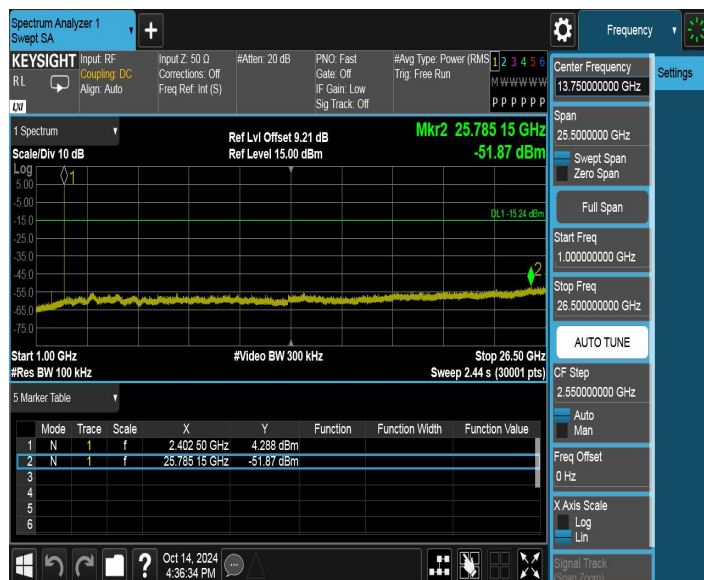 Spectrum Analyzer 1
Swept SA
+
Frequency
KEYSIGHT
Input: RF
Coupling: DC
Align: Auto
Input Z: 50 Ω
Corrections: Off
Freq Ref: Int (S)
#Atten: 20 dB
PNO: Fast
Gate: Off
IF Gain: Low
Sig Track: Off
#Avg Type: Power (RMS
Trig: Free Run
1 2 3 4 5 6
M W W W W W
P P P P P P
R L
LXI
Center Frequency
13.750000000 GHz
Settings
Span
25.5000000 GHz
Swept Span
Zero Span
Full Span
Start Freq
1.000000000 GHz
Stop Freq
26.500000000 GHz
AUTO TUNE
CF Step
2.550000000 GHz
Auto
Man
Freq Offset
0 Hz
X Axis Scale
Log
Lin
Signal Track
(Span Zoom)
1 Spectrum
Scale/Div 10 dB
Ref Lvl Offset 9.21 dB
Ref Level 15.00 dBm
Mkr2 25.785 15 GHz
-51.87 dBm
Log
1
5.00
-5.00
-15.0
DL1 -15.24 dBm
-25.0
-35.0
-45.0
2
-55.0
-65.0
-75.0
Start 1.00 GHz
#Video BW 300 kHz
Stop 26.50 GHz
#Res BW 100 kHz
Sweep 2.44 s (30001 pts)
5 Marker Table
Mode Trace Scale X Y Function Function Width Function Value
1 N 1 f 2.402 50 GHz 4.288 dBm
2 N 1 f 25.785 15 GHz -51.87 dBm
3
4
5
6
?
Oct 14, 2024
4:36:34 PM